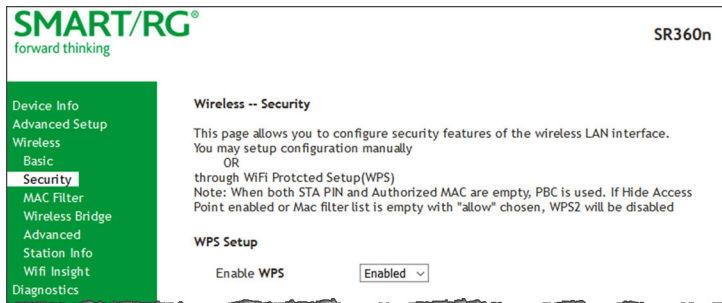 SMART/RG®
forward thinking
SR360n
Device Info
Advanced Setup
Wireless
Basic
Security
MAC Filter
Wireless Bridge
Advanced
Station Info
Wifi Insight
Diagnostics
Wireless -- Security
This page allows you to configure security features of the wireless LAN interface.
You may setup configuration manually
OR
through WiFi Protcted Setup(WPS)
Note: When both STA PIN and Authorized MAC are empty, PBC is used. If Hide Access
Point enabled or Mac filter list is empty with "allow" chosen, WPS2 will be disabled
WPS Setup
Enable WPS Enabled